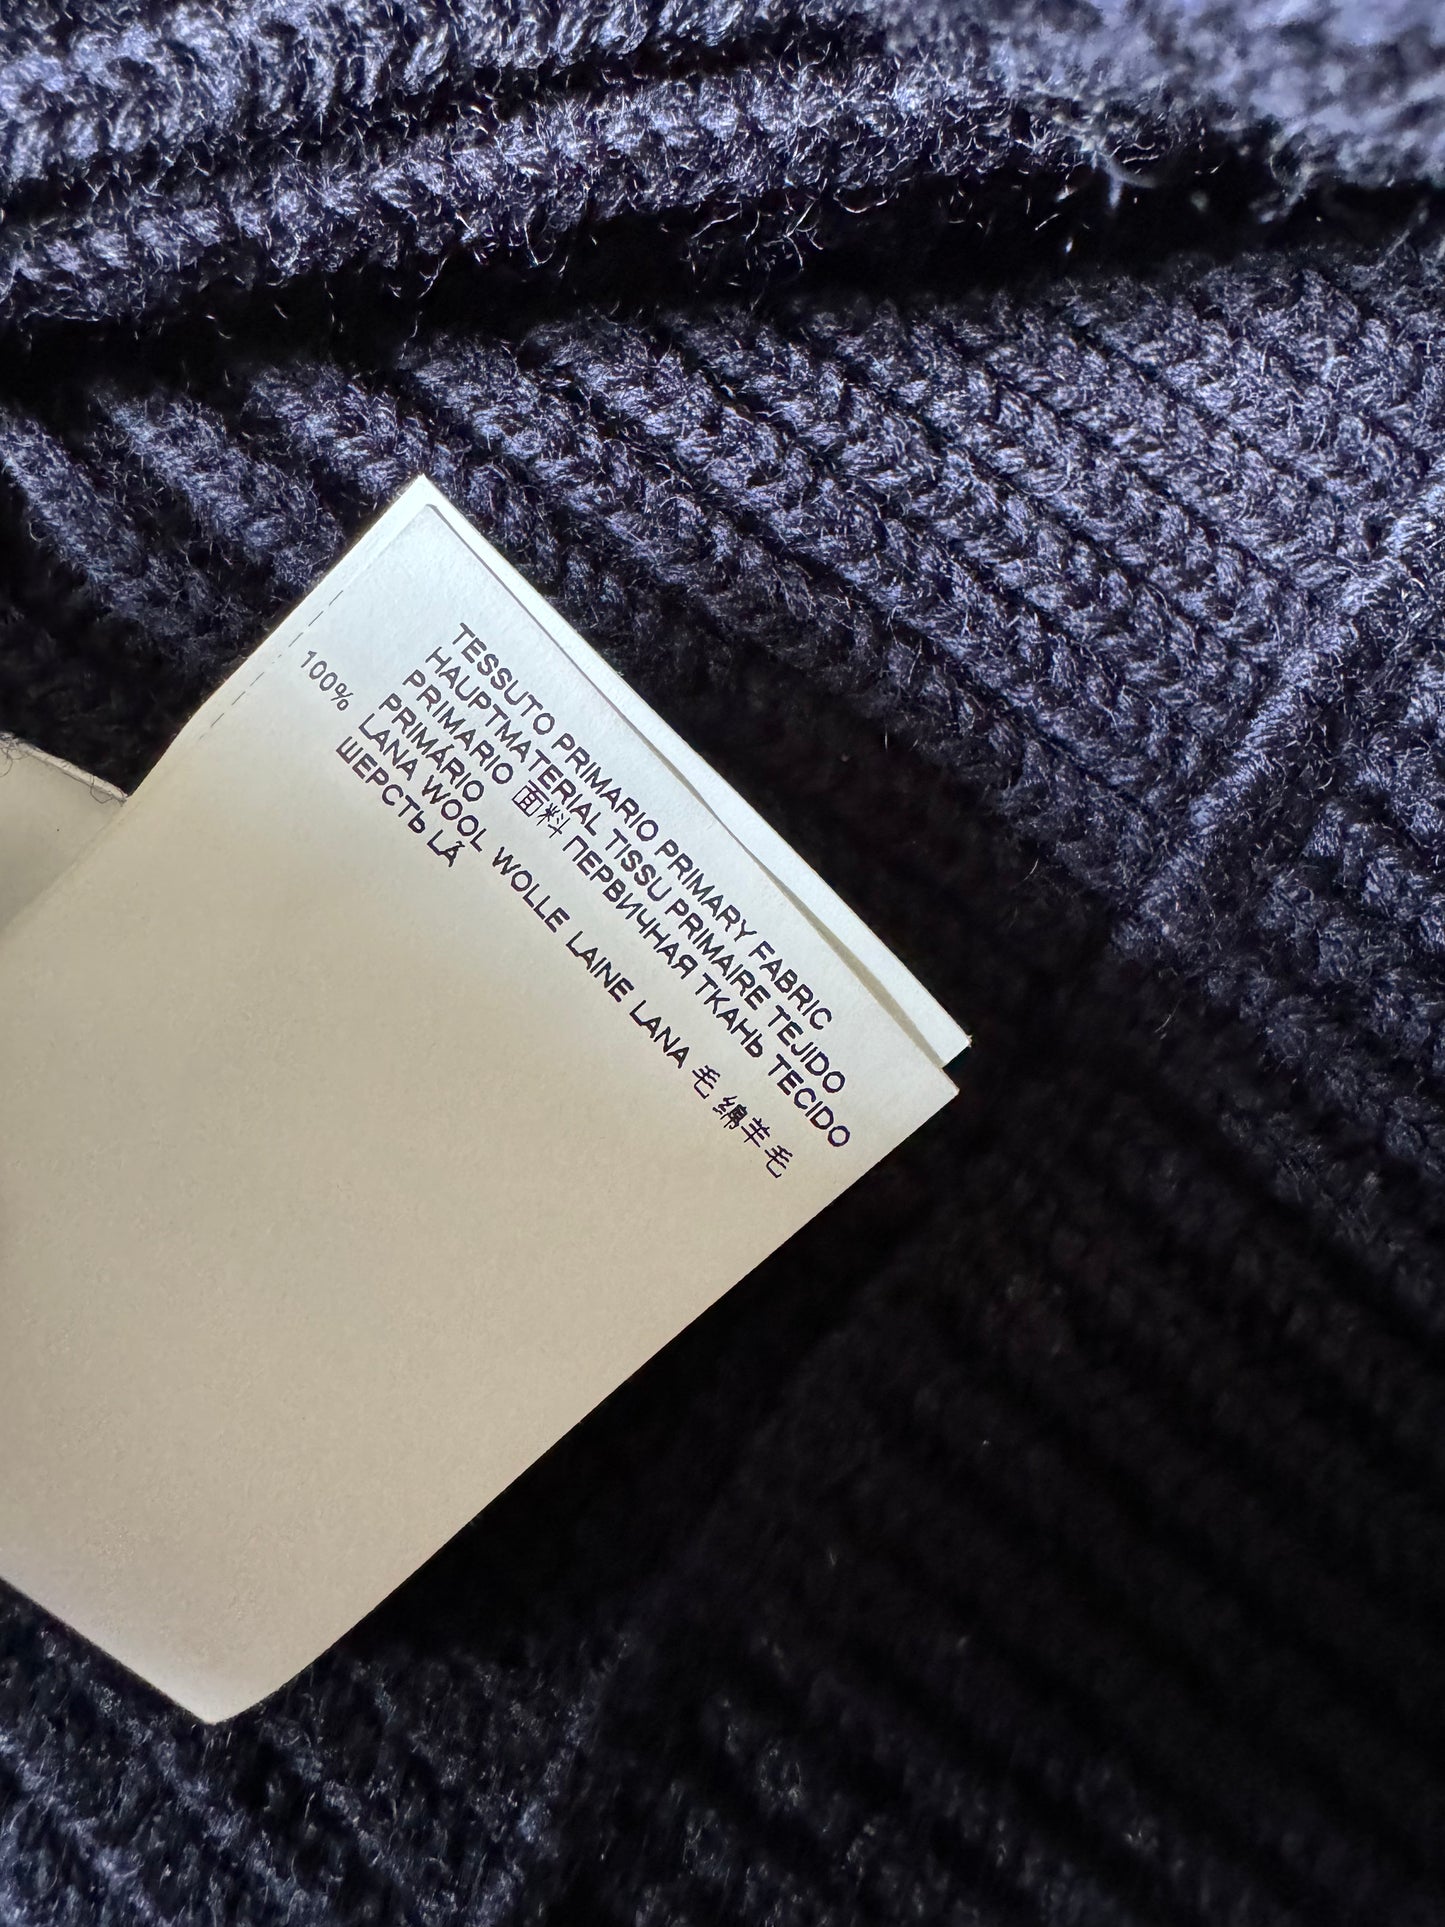 TESSUTO PRIMARIO PRIMARY FABRIC
HAUPTMATERIAL TISSU PRIMAIRE TEJIDO
PRIMARIO 面料 ПЕРВИЧНАЯ ТКАНЬ TECIDO
PRIMÁRIO
100% LANA WOOL WOLLE LAINE LANA 毛 绵羊毛
ШЕРСТЬ LÃ